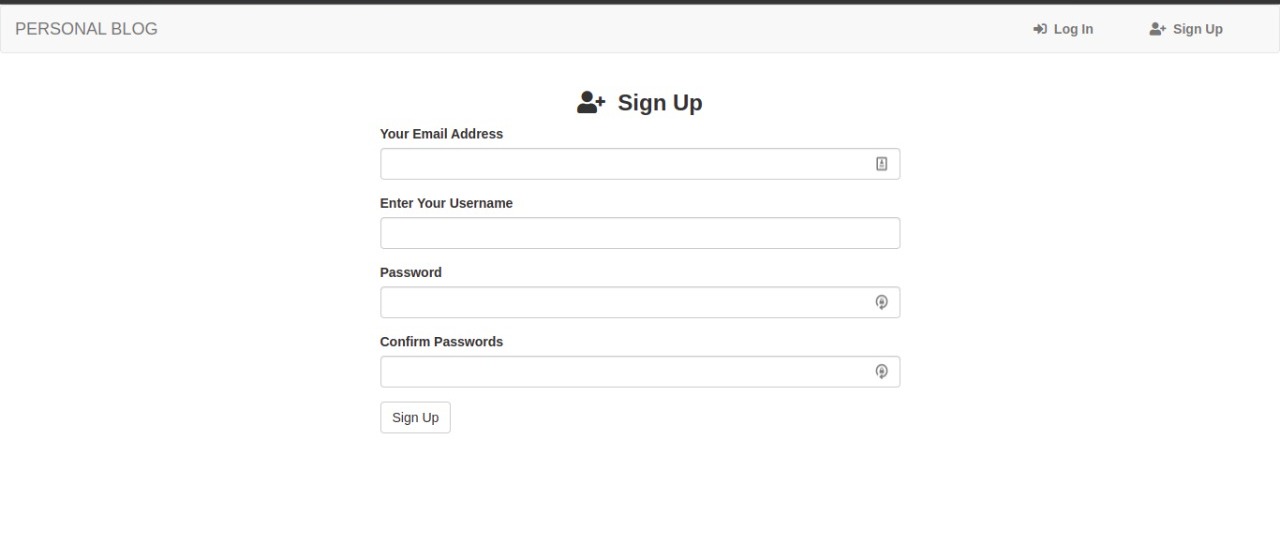 PERSONAL BLOG Log In Sign Up
Sign Up
Your Email Address
Enter Your Username
Password
Confirm Passwords
Sign Up